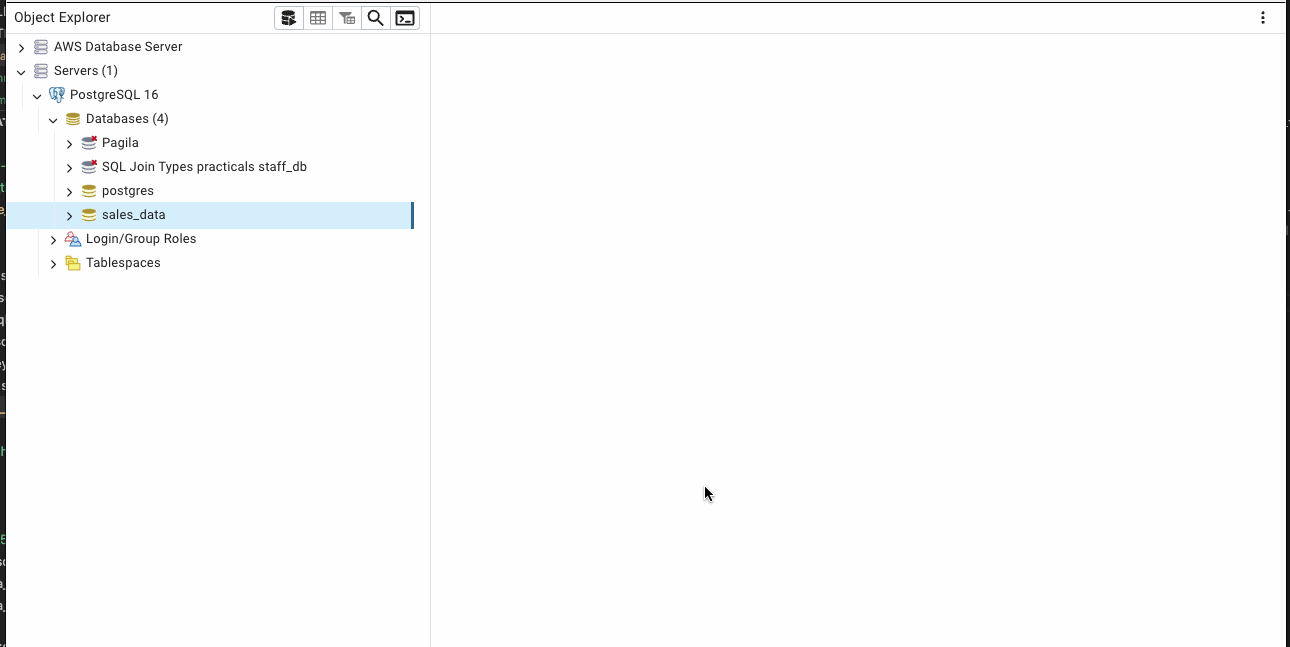 Object Explorer
AWS Database Server
Servers (1)
PostgreSQL 16
Databases (4)
Pagila
SQL Join Types practicals staff_db
postgres
sales_data
Login/Group Roles
Tablespaces